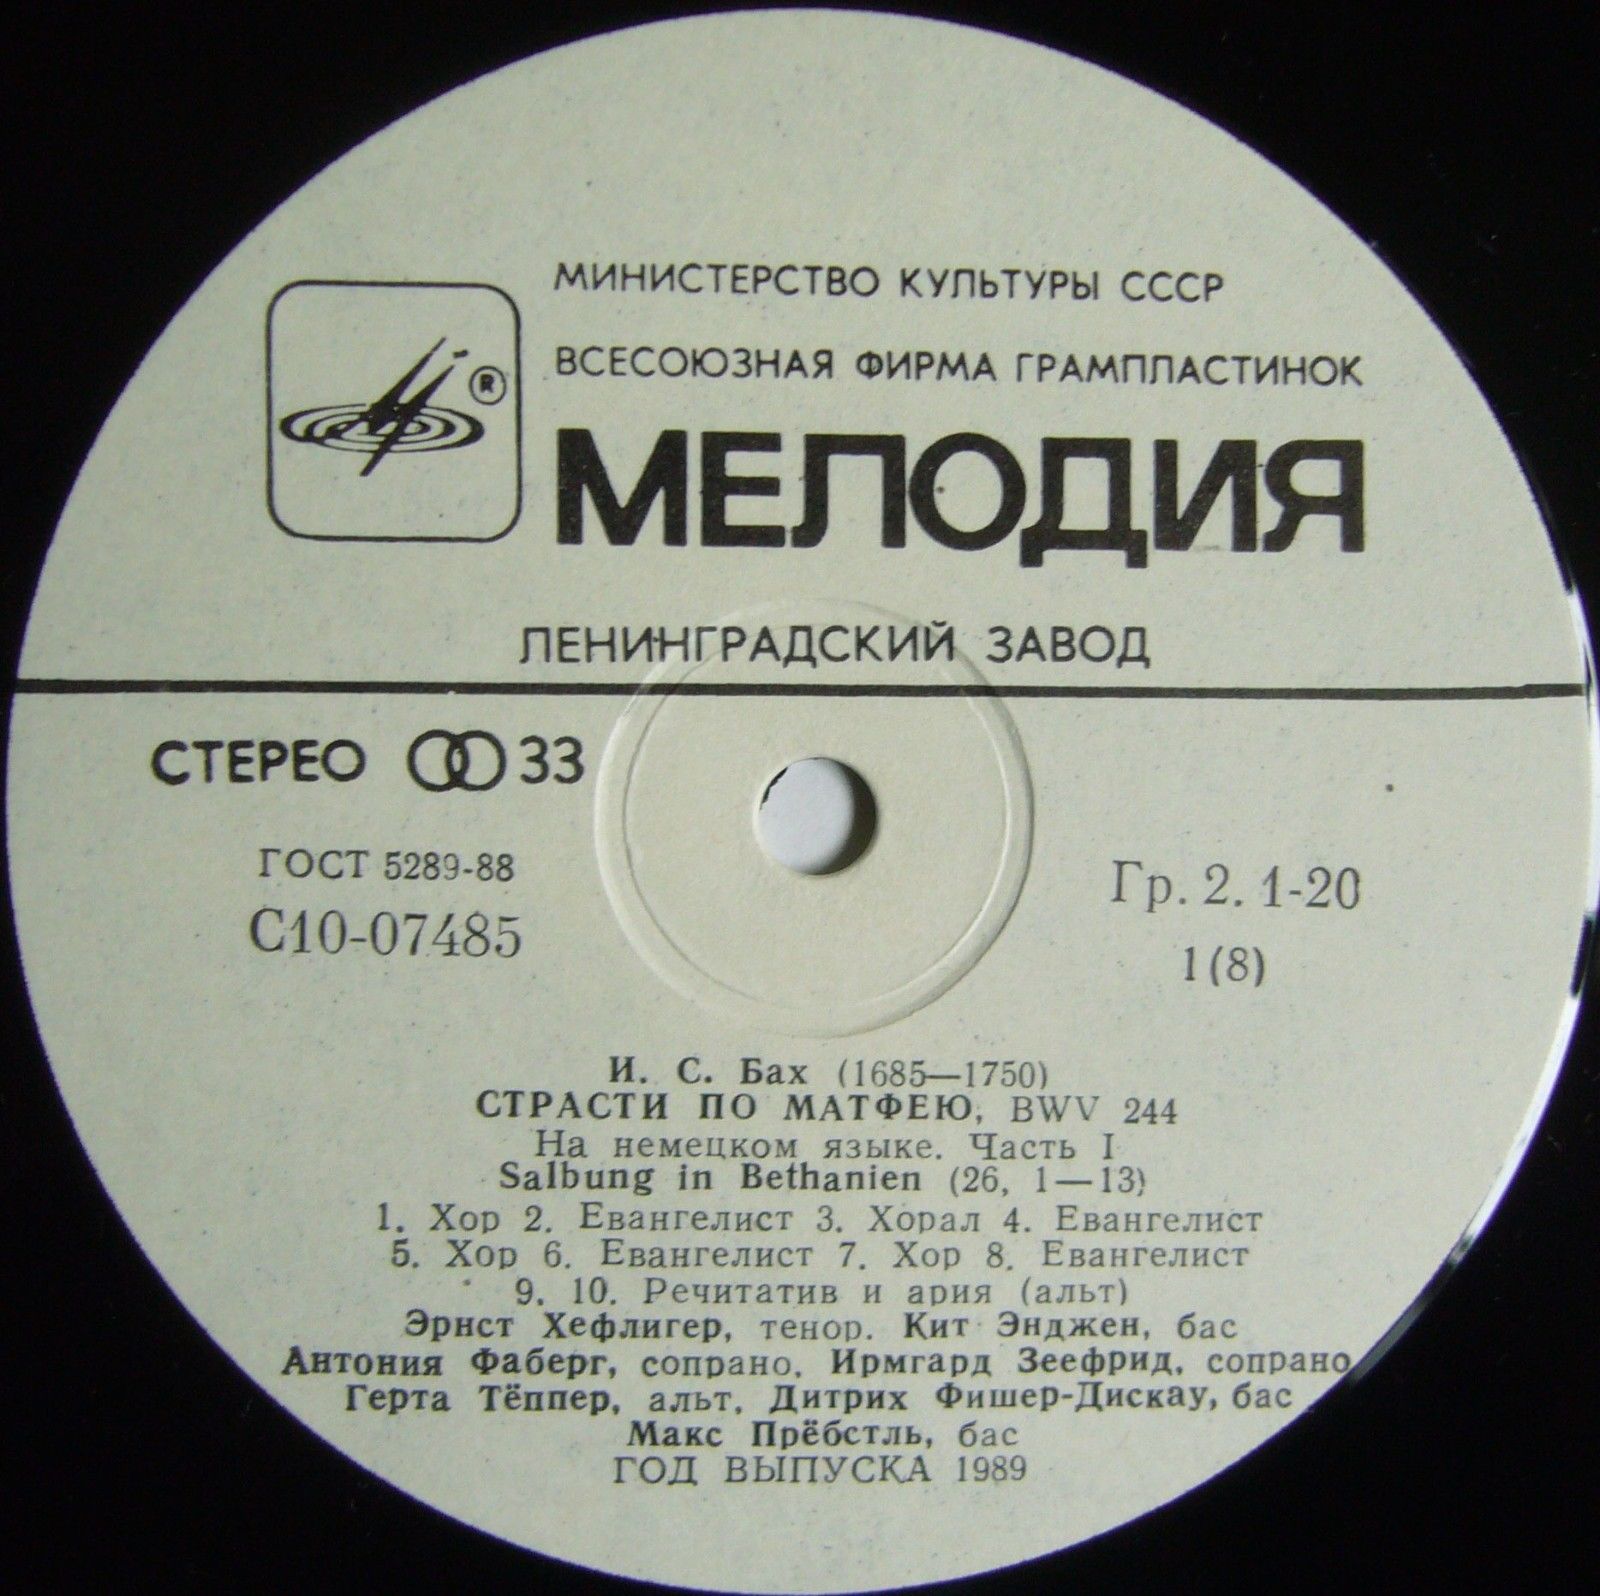 ®
МИНИСТЕРСТВО КУЛЬТУРЫ СССР
ВСЕСОЮЗНАЯ ФИРМА ГРАМПЛАСТИНОК
МЕЛОДИЯ
ЛЕНИНГРАДСКИЙ ЗАВОД
СТЕРЕО 33
ГОСТ 5289-88
С10-07485
Гр. 2. 1-20
1(8)
И. С. Бах (1685—1750)
СТРАСТИ ПО МАТФЕЮ, BWV 244
На немецком языке. Часть I
Salbung in Bethanien (26, 1—13)
1. Хор 2. Евангелист 3. Хорал 4. Евангелист
5. Хор 6. Евангелист 7. Хор 8. Евангелист
9. 10. Речитатив и ария (альт)
Эрнст Хефлигер, тенор. Кит Энджен, бас
Антония Фаберг, сопрано. Ирмгард Зеефрид, сопрано
Герта Тёппер, альт. Дитрих Фишер-Дискау, бас
Макс Прёбстль, бас
ГОД ВЫПУСКА 1989